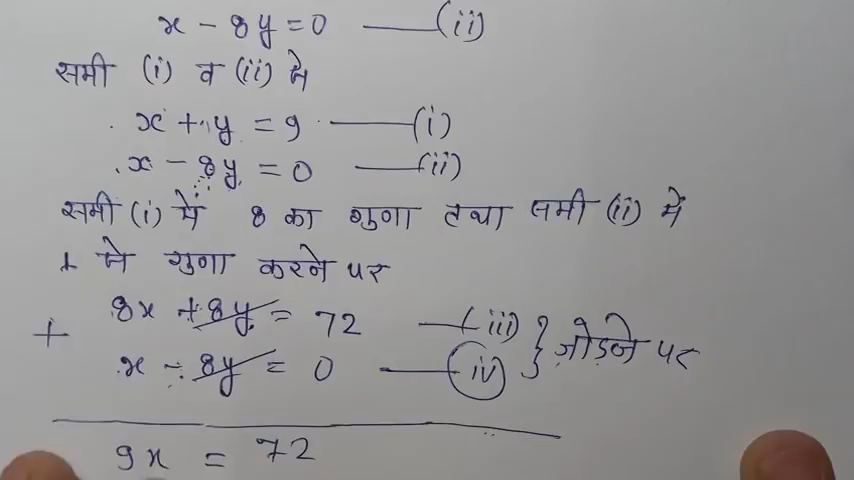 x - 8y = 0 —— (ii)
समी (i) व (ii) से
x + y = 9 —— (i)
x - 8y = 0 —— (ii)
समी (i) में 8 का गुणा तथा समी (ii) में
1 से गुणा करने पर
8x + 8y = 72 —— (iii)
+ } जोड़ने पर
x - 8y = 0 —— (iv)
9x = 72